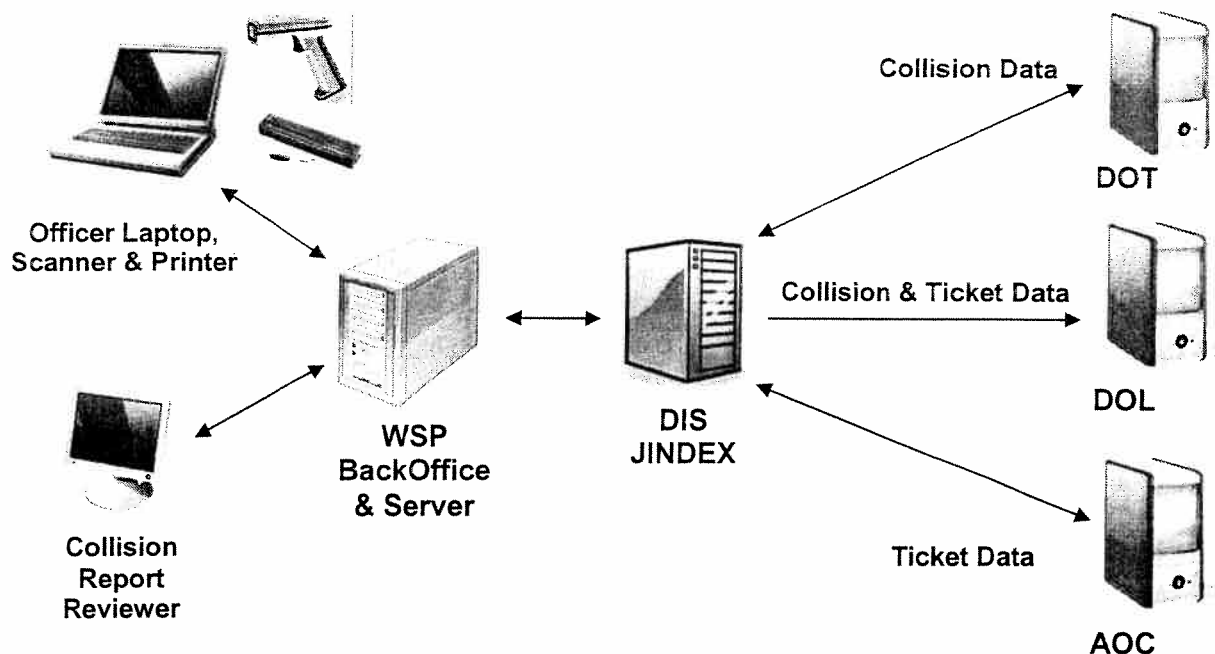 Collision Data
DOT
Officer Laptop,
Scanner & Printer
Collision & Ticket Data
DOL
DIS
JINDEX
WSP
BackOffice
& Server
Collision
Report
Reviewer
Ticket Data
AOC